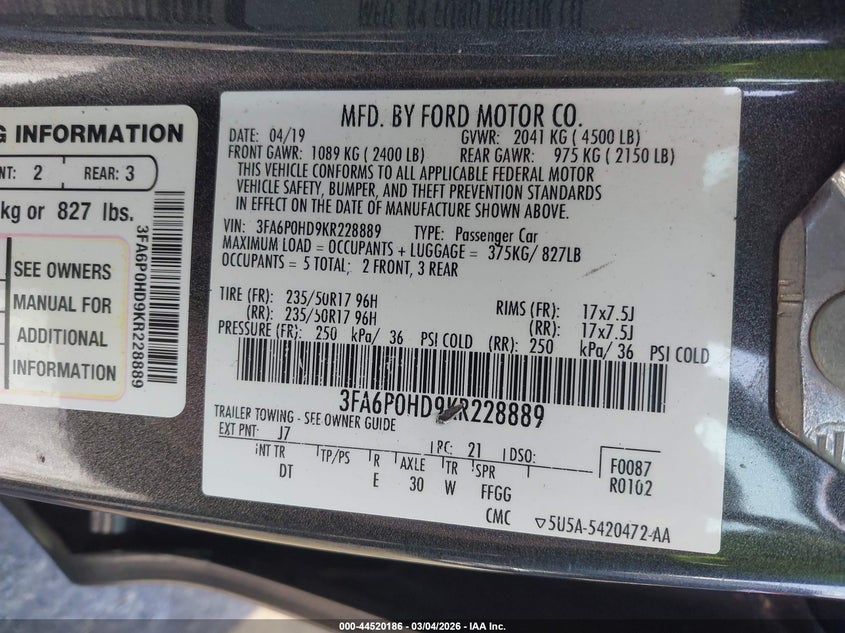 G INFORMATION
NT: 2 REAR: 3
kg or 827 lbs.
SEE OWNERS
MANUAL FOR
ADDITIONAL
INFORMATION
3FA6P0HD9KR228889
MFD. BY FORD MOTOR CO.
DATE: 04/19 GVWR: 2041 KG ( 4500 LB)
FRONT GAWR: 1089 KG ( 2400 LB) REAR GAWR: 975 KG ( 2150 LB)
THIS VEHICLE CONFORMS TO ALL APPLICABLE FEDERAL MOTOR
VEHICLE SAFETY, BUMPER, AND THEFT PREVENTION STANDARDS
IN EFFECT ON THE DATE OF MANUFACTURE SHOWN ABOVE.
VIN: 3FA6P0HD9KR228889 TYPE: Passenger Car
MAXIMUM LOAD = OCCUPANTS + LUGGAGE = 375KG/ 827LB
OCCUPANTS = 5 TOTAL; 2 FRONT, 3 REAR
TIRE (FR): 235/50R17 96H RIMS (FR): 17x7.5J
(RR): 235/50R17 96H (RR): 17x7.5J
PRESSURE (FR): 250 kPa/ 36 PSI COLD (RR): 250 kPa/ 36 PSI COLD
3FA6P0HD9KR228889
TRAILER TOWING - SEE OWNER GUIDE
EXT PNT: J7 RC: 21 DSO:
INT TR TP/PS R AXLE TR SPR F0087
DT E 30 W FFGG R0102
CMC 5U5A-5420472-AA
000-44520186 - 03/04/2026 - IAA Inc.